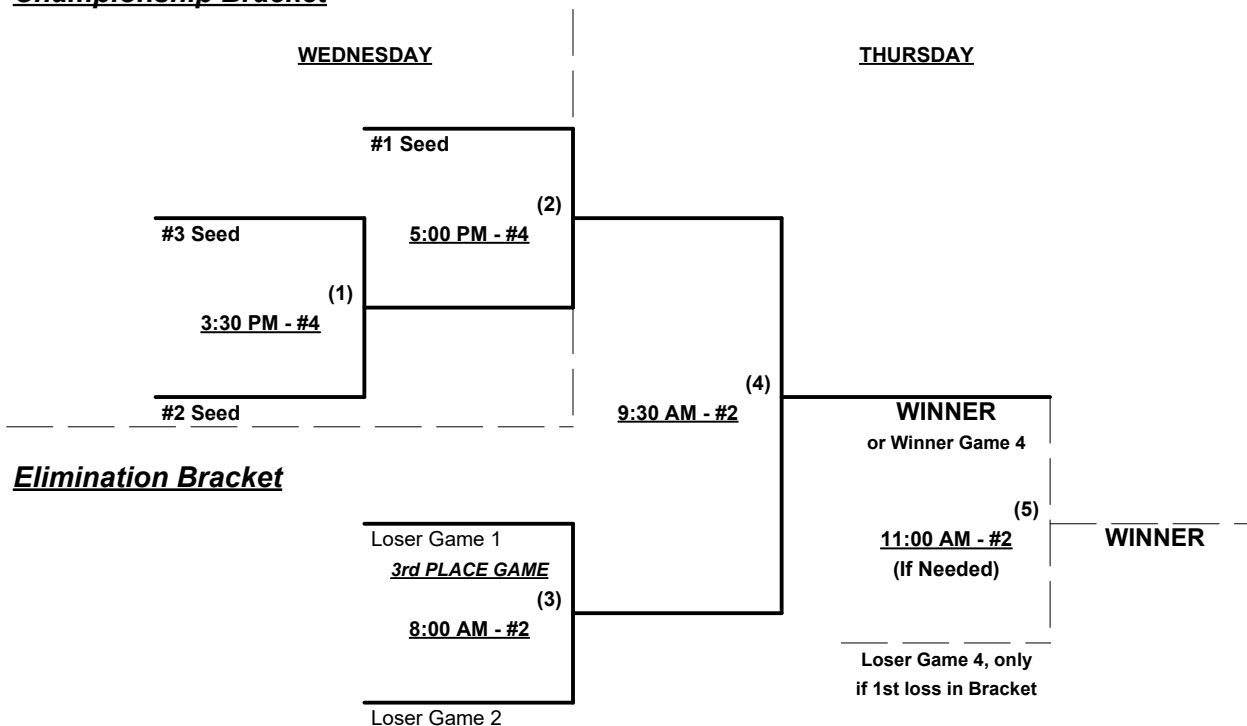 Championship Bracket
WEDNESDAY
THURSDAY
#1 Seed
(2)
5:00 PM - #4
#3 Seed
(1)
3:30 PM - #4
#2 Seed
(4)
9:30 AM - #2
WINNER
or Winner Game 4
Elimination Bracket
Loser Game 1
3rd PLACE GAME
(3)
8:00 AM - #2
Loser Game 2
(5)
11:00 AM - #2
(If Needed)
WINNER
Loser Game 4, only
if 1st loss in Bracket